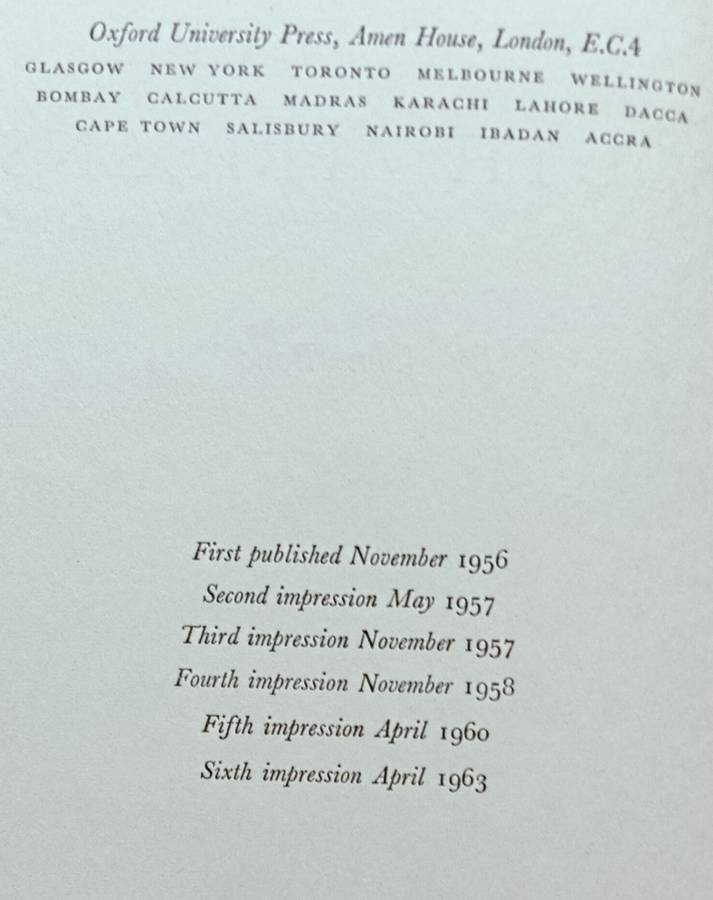 Oxford University Press, Amen House, London, E.C.4
GLASGOW NEW YORK TORONTO MELBOURNE WELLINGTON
BOMBAY CALCUTTA MADRAS KARACHI LAHORE DACCA
CAPE TOWN SALISBURY NAIROBI IBADAN ACCRA
First published November 1956
Second impression May 1957
Third impression November 1957
Fourth impression November 1958
Fifth impression April 1960
Sixth impression April 1963